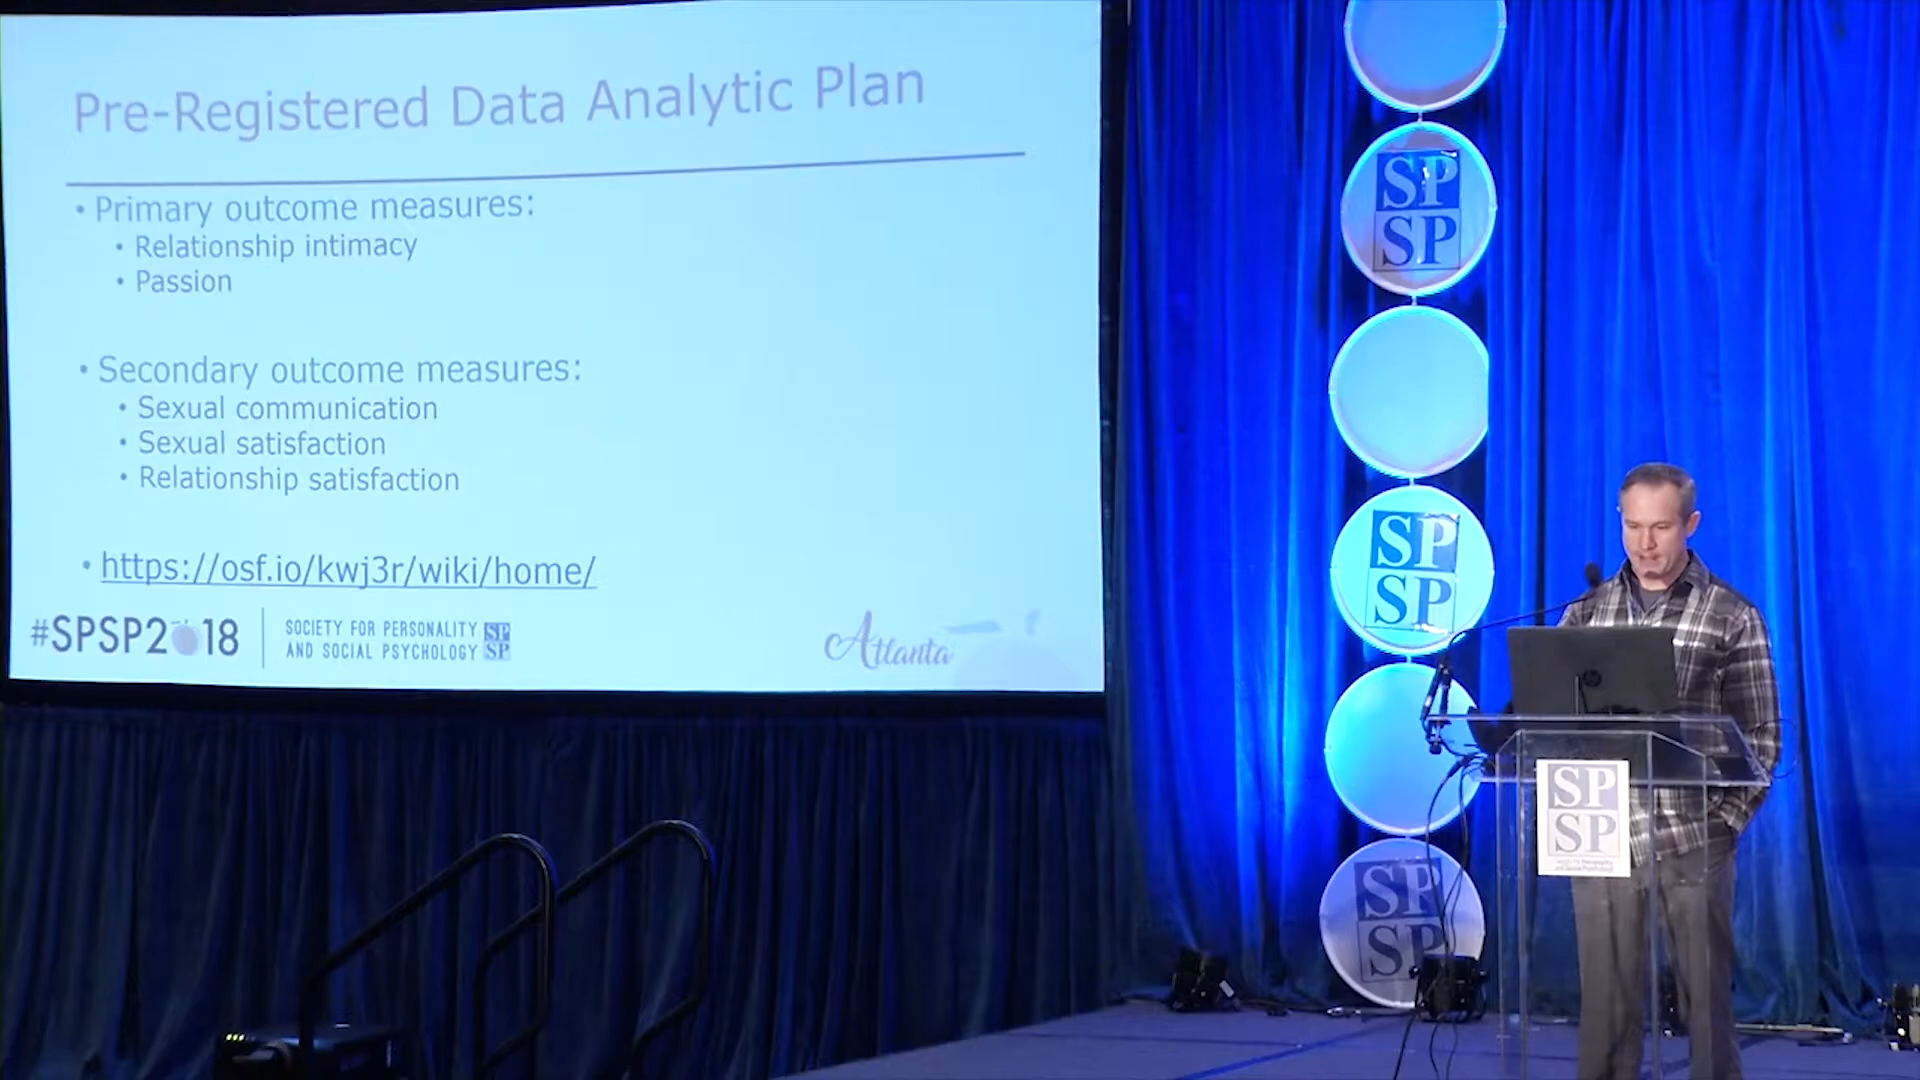 Pre-Registered Data Analytic Plan
• Primary outcome measures:
• Relationship intimacy
• Passion
• Secondary outcome measures:
• Sexual communication
• Sexual satisfaction
• Relationship satisfaction
• https://osf.io/kwj3r/wiki/home/
#SPSP2018
SOCIETY FOR PERSONALITY
AND SOCIAL PSYCHOLOGY
SP
SP
Atlanta
SP
SP
SP
SP
SP
SP
hp
SP
SP